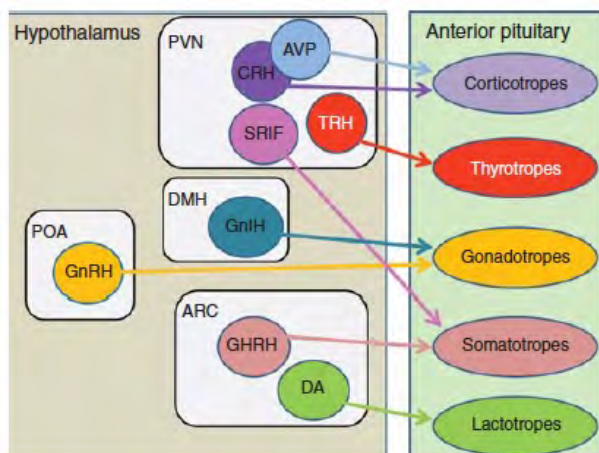 Hypothalamus
PVN
AVP
CRH
SRIF
TRH
DMH
GnIH
POA
GnRH
ARC
GHRH
DA
Anterior pituitary
Corticotropes
Thyrotropes
Gonadotropes
Somatotropes
Lactotropes